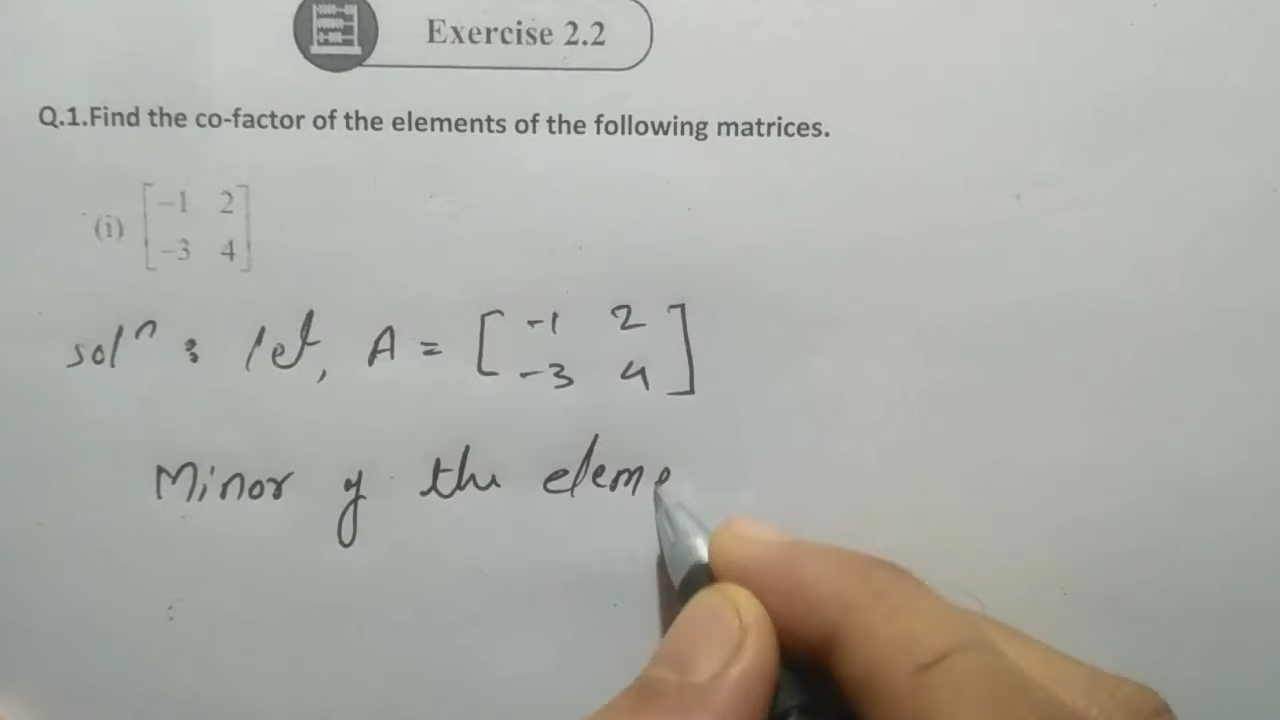 Exercise 2.2
Q.1.Find the co-factor of the elements of the following matrices.
(i) [-1 2
-3 4]
solⁿ : let, A = [-1 2
-3 4]
Minor of the eleme